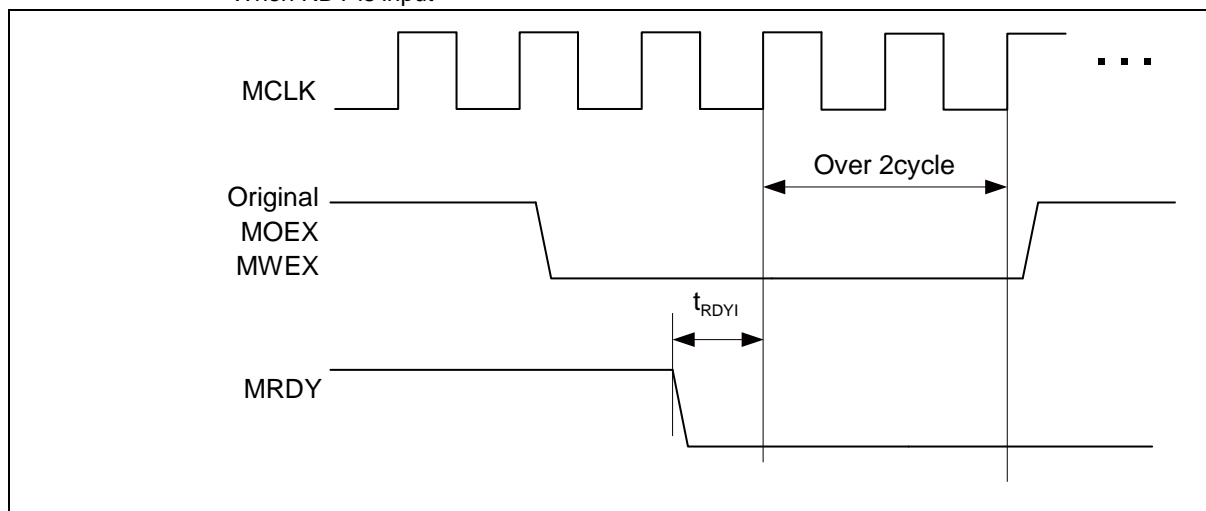 When RDY is input
MCLK
. . .
Over 2cycle
Original
MOEX
MWEX
tRDYI
MRDY